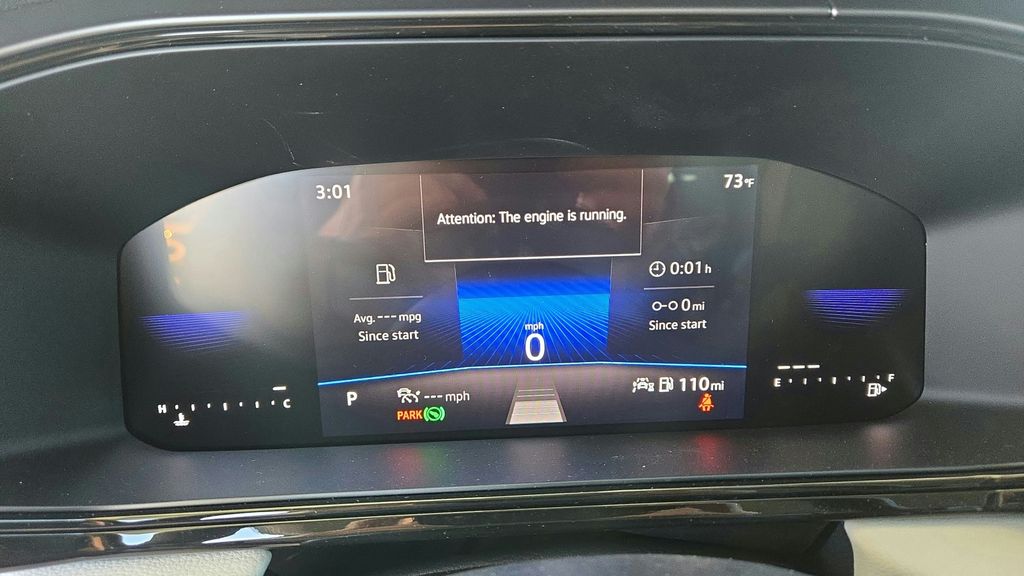 3:01
73°F
Attention: The engine is running.
0:01 h
0 mi
Since start
Avg. --- mpg
Since start
mph
0
P
--- mph
110 mi
PARK
H C
E F